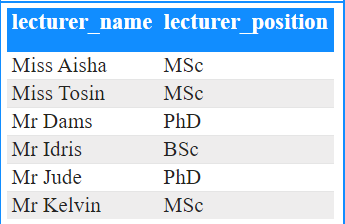 lecturer_name lecturer_position
Miss Aisha MSc
Miss Tosin MSc
Mr Dams PhD
Mr Idris BSc
Mr Jude PhD
Mr Kelvin MSc